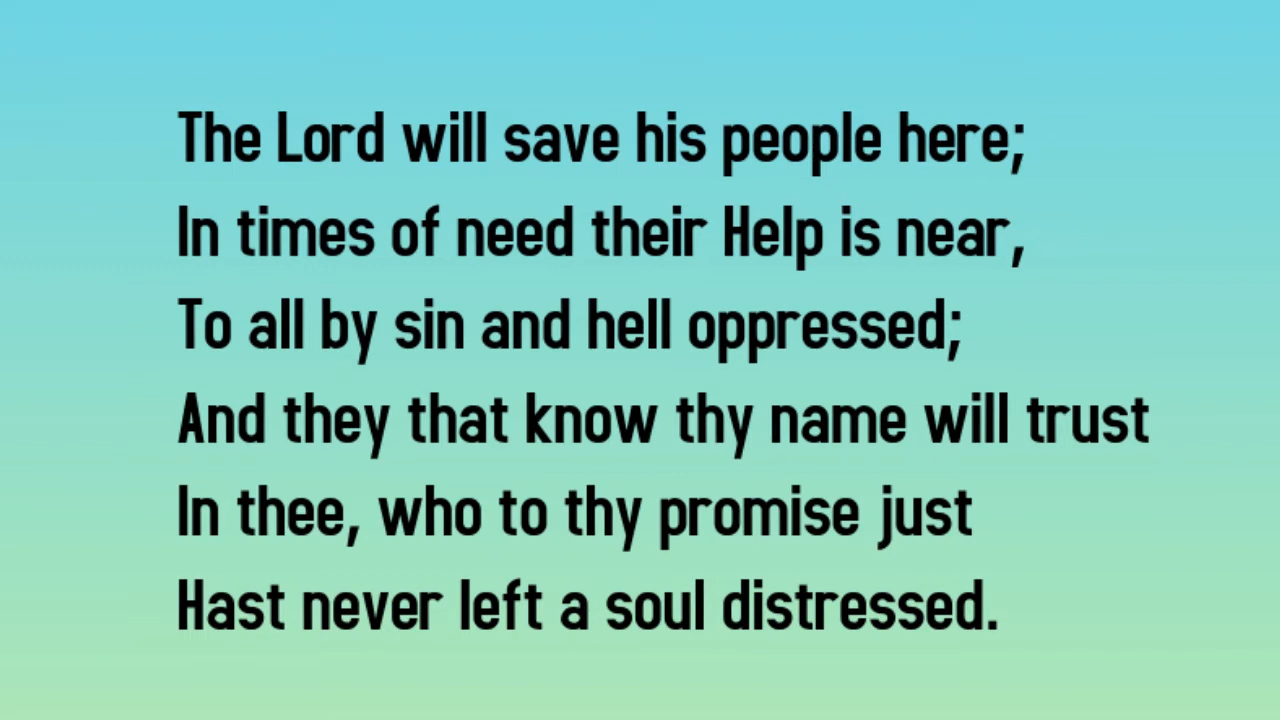 The Lord will save his people here;
In times of need their Help is near,
To all by sin and hell oppressed;
And they that know thy name will trust
In thee, who to thy promise just
Hast never left a soul distressed.